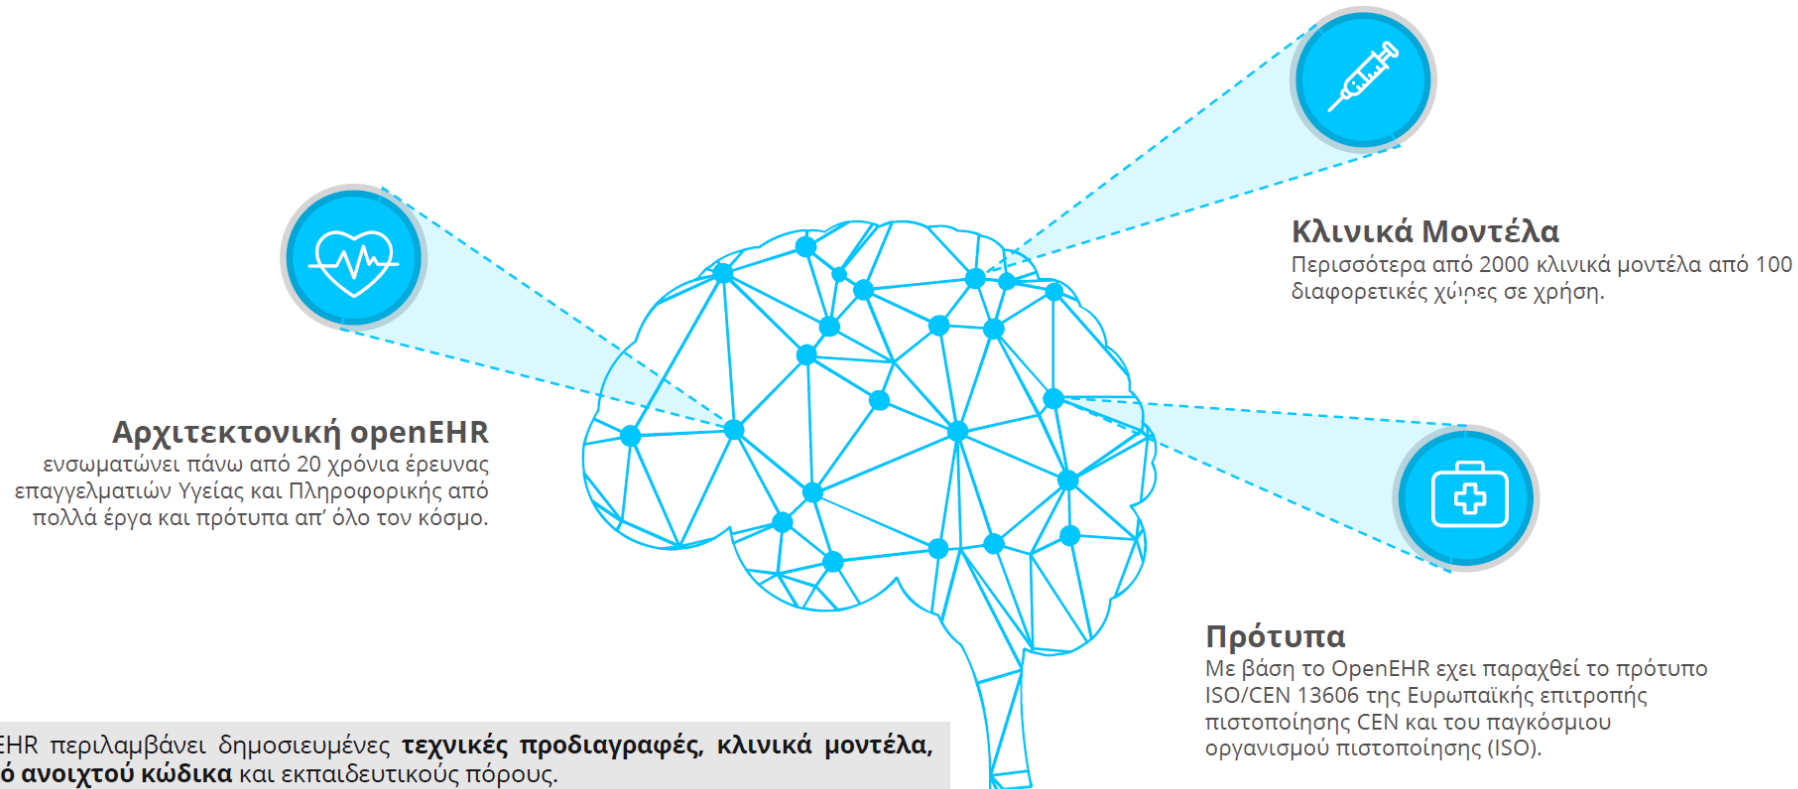 Κλινικά Μοντέλα
Περισσότερα από 2000 κλινικά μοντέλα από 100
διαφορετικές χώρες σε χρήση.
Αρχιτεκτονική openEHR
ενσωματώνει πάνω από 20 χρόνια έρευνας
επαγγελματιών Υγείας και Πληροφορικής από
πολλά έργα και πρότυπα απ’ όλο τον κόσμο.
Πρότυπα
Με βάση το OpenEHR εχει παραχθεί το πρότυπο
ISO/CEN 13606 της Ευρωπαϊκής επιτροπής
πιστοποίησης CEN και του παγκόσμιου
οργανισμού πιστοποίησης (ISO).
EHR περιλαμβάνει δημοσιευμένες τεχνικές προδιαγραφές, κλινικά μοντέλα,
ανοιχτού κώδικα και εκπαιδευτικούς πόρους.